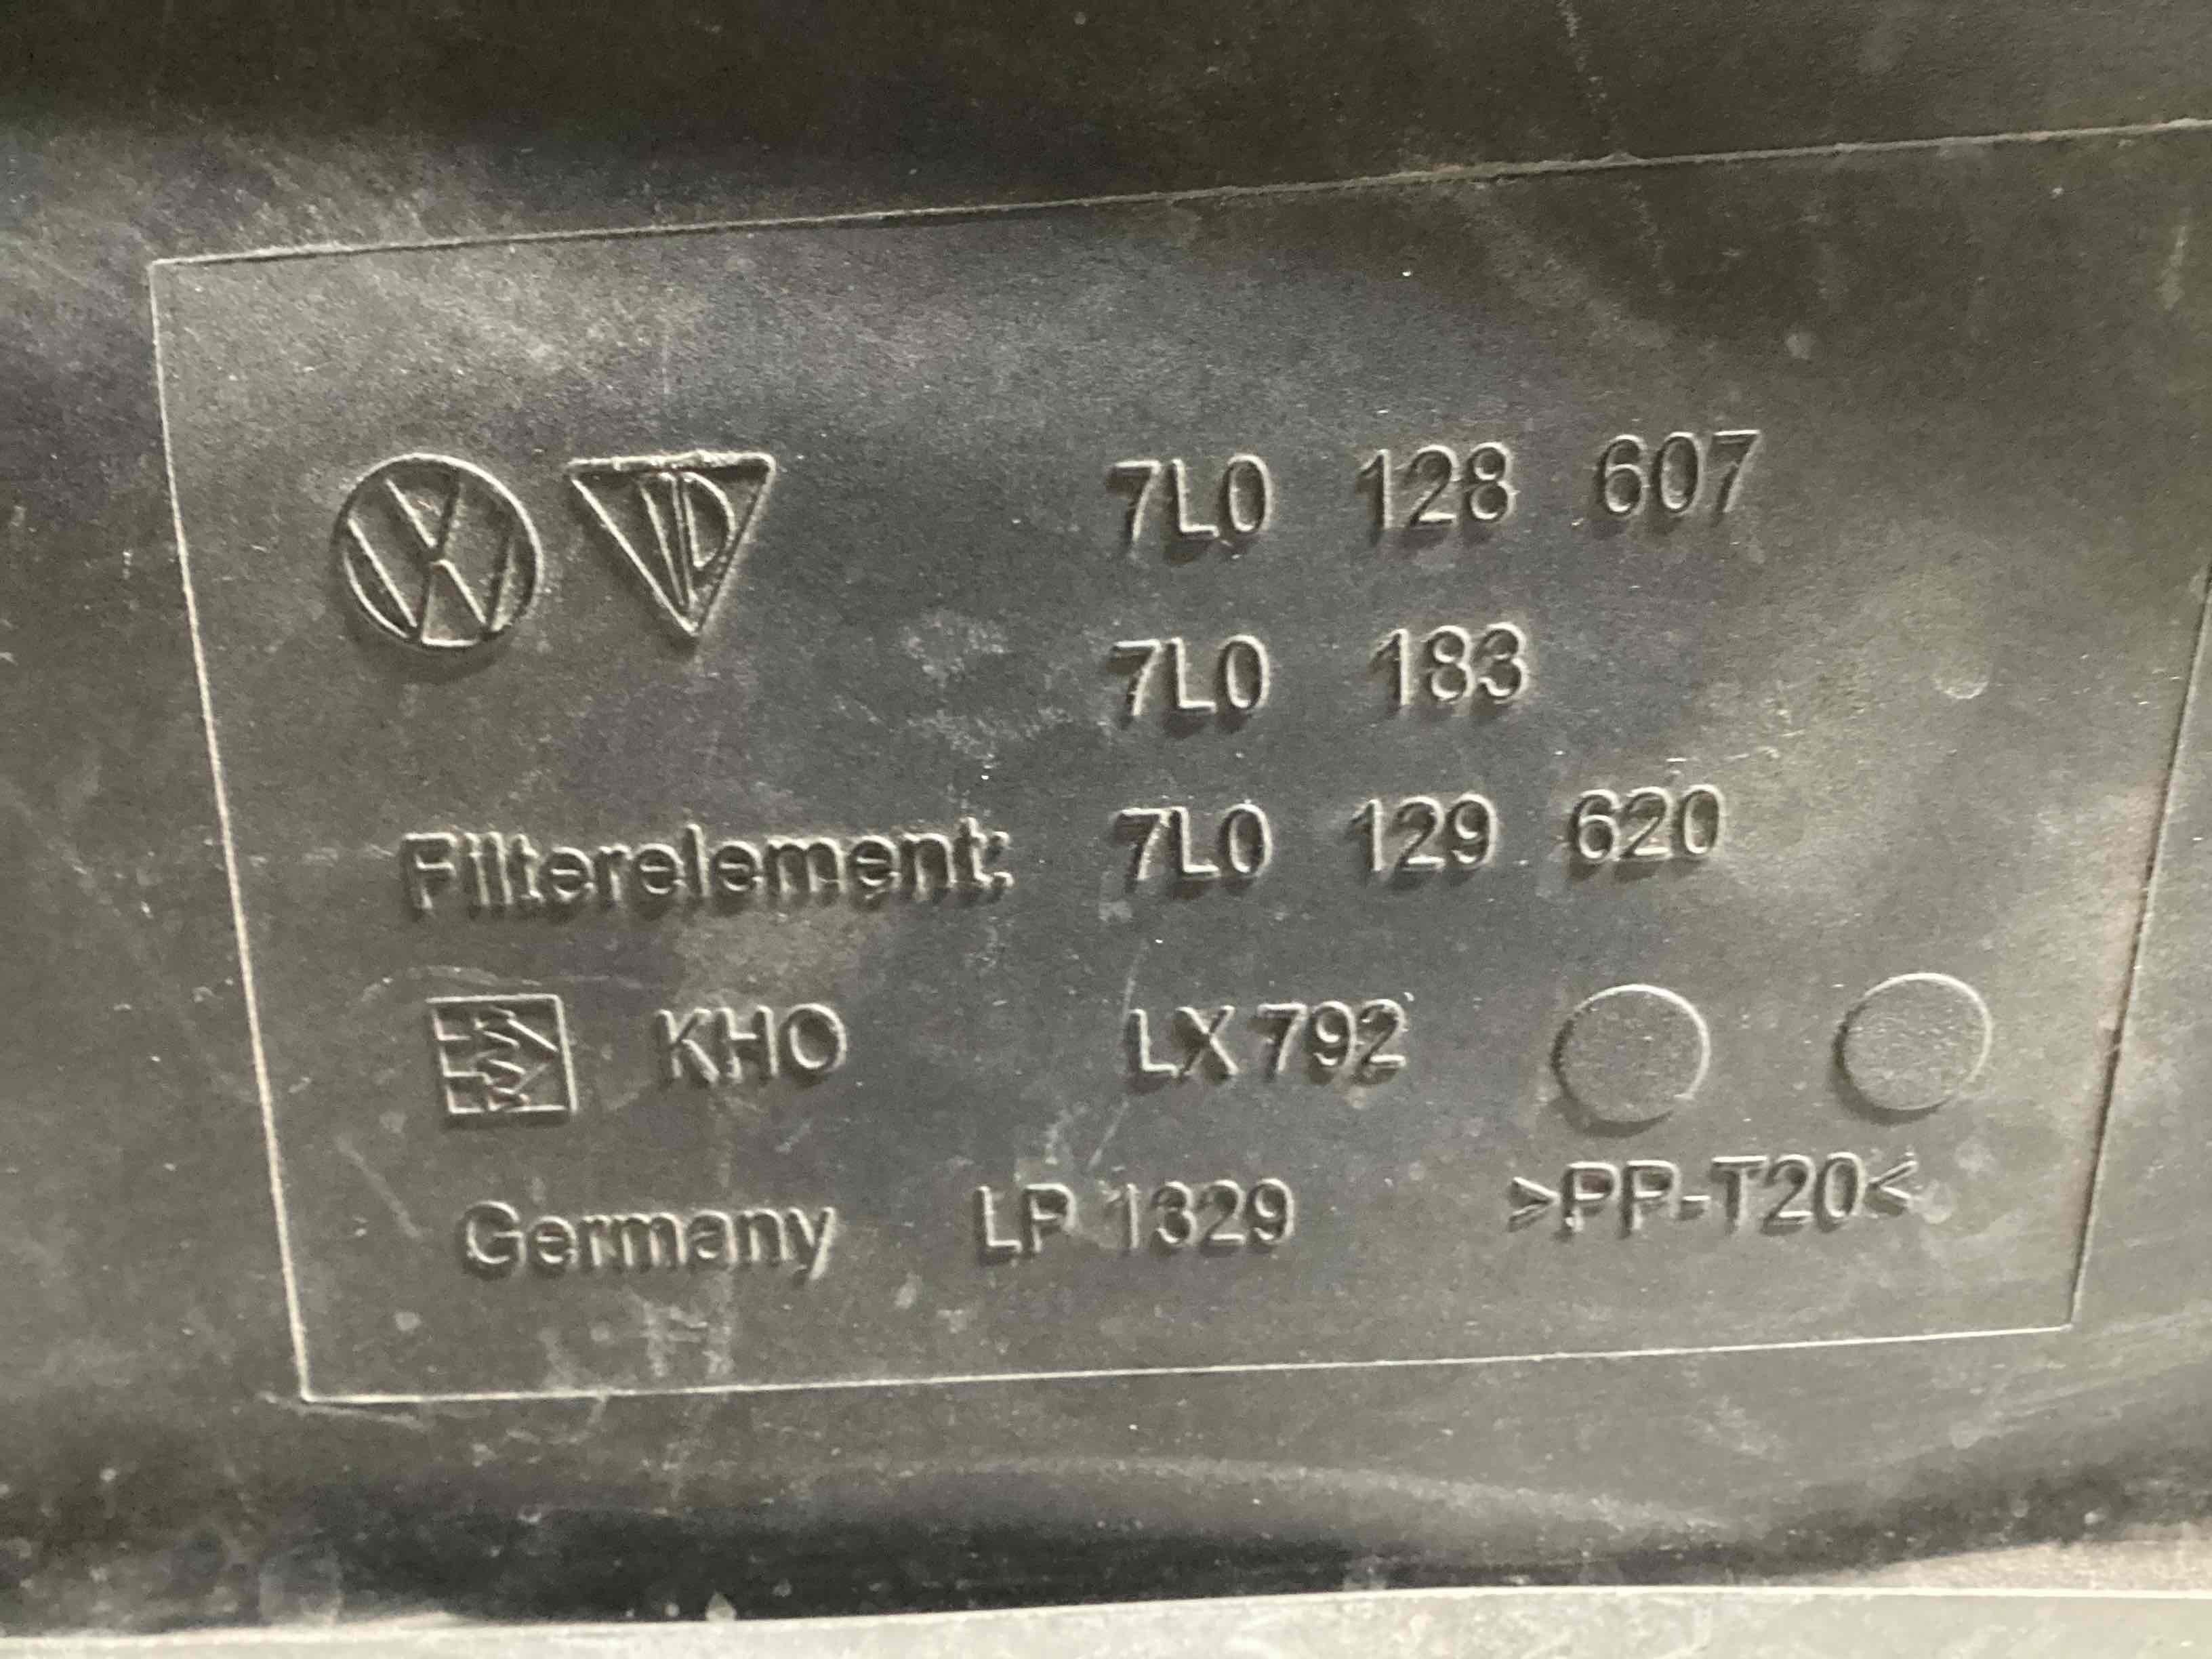 7L0 128 607
7L0 183
Filterelement: 7L0 129 620
KHO LX 792
Germany LP 1329 >PP-T20<